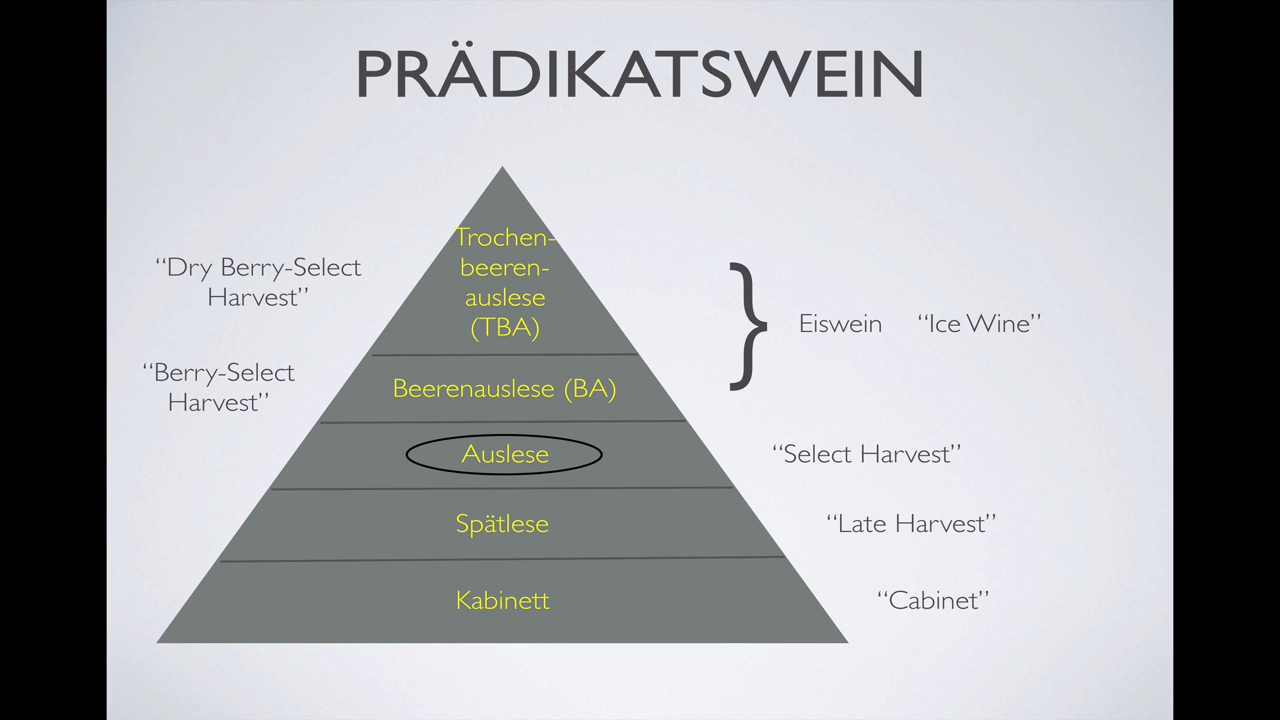 PRÄDIKATSWEIN
Trochen-
beeren-
auslese
(TBA)
“Dry Berry-Select
Harvest”
} Eiswein “Ice Wine”
“Berry-Select
Harvest”
Beerenauslese (BA)
Auslese
“Select Harvest”
Spätlese
“Late Harvest”
Kabinett
“Cabinet”